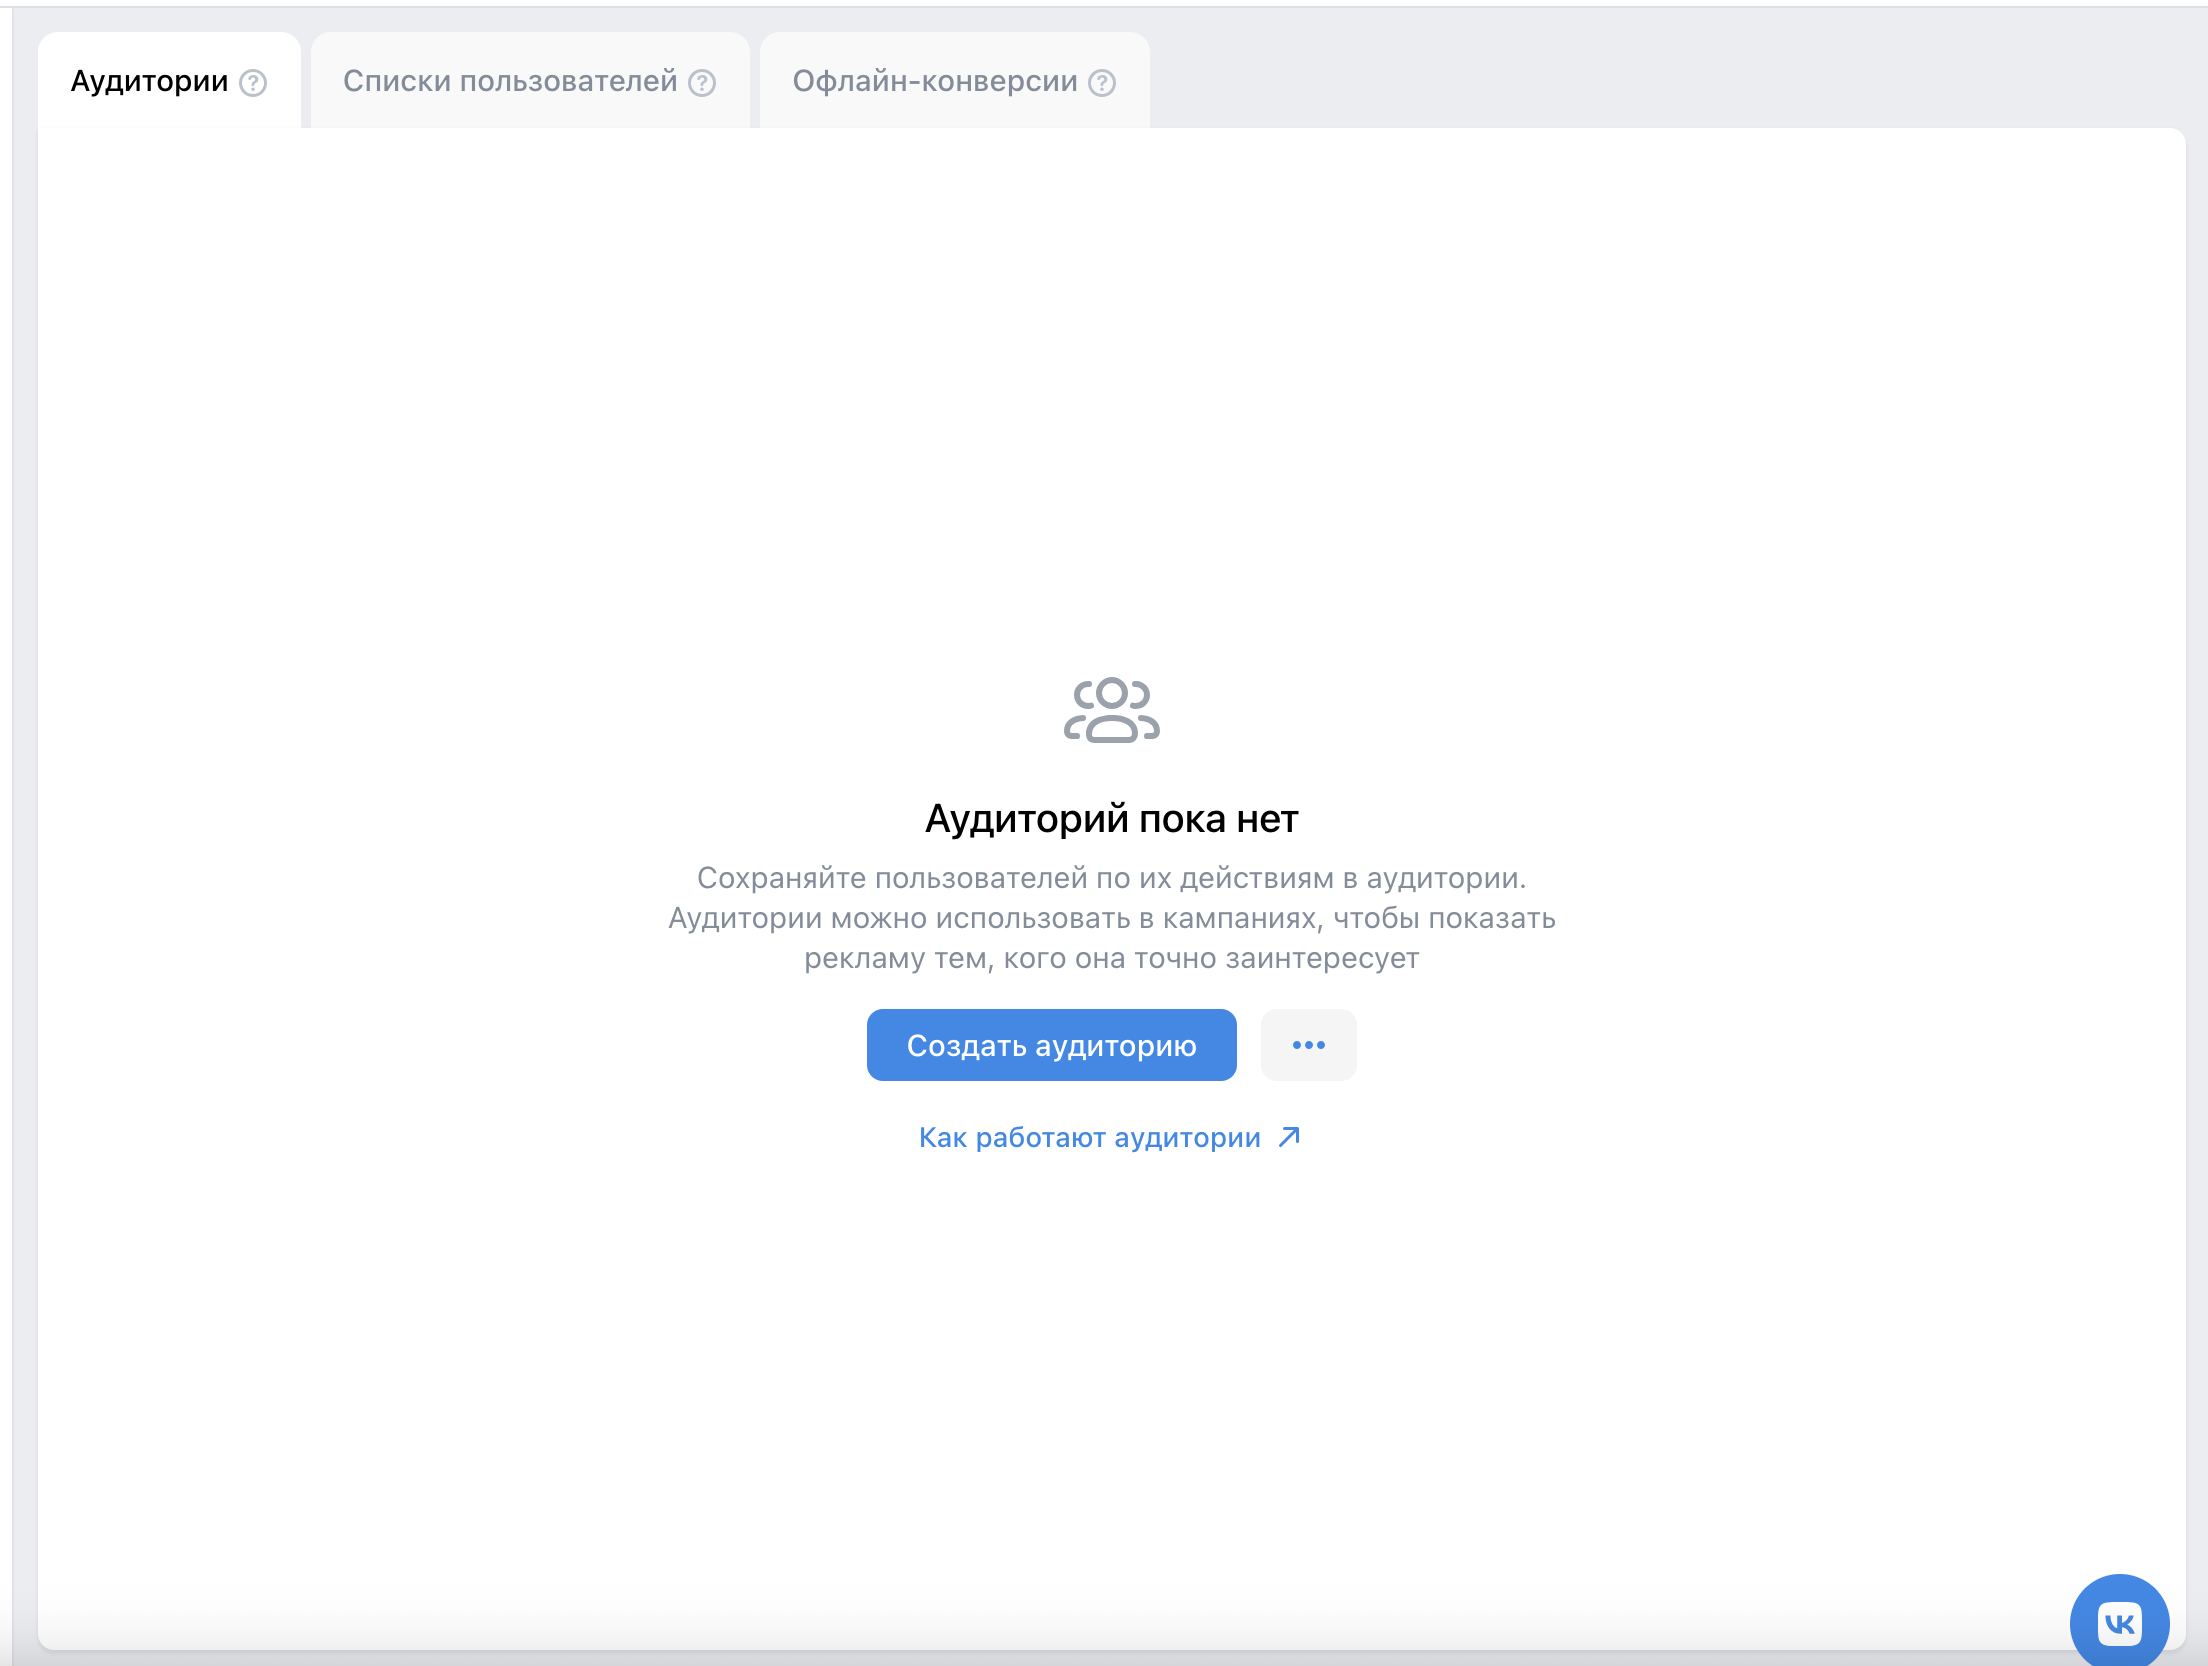 Аудитории
Списки пользователей
Офлайн-конверсии
Аудиторий пока нет
Сохраняйте пользователей по их действиям в аудитории.
Аудитории можно использовать в кампаниях, чтобы показать
рекламу тем, кого она точно заинтересует
Создать аудиторию
Как работают аудитории